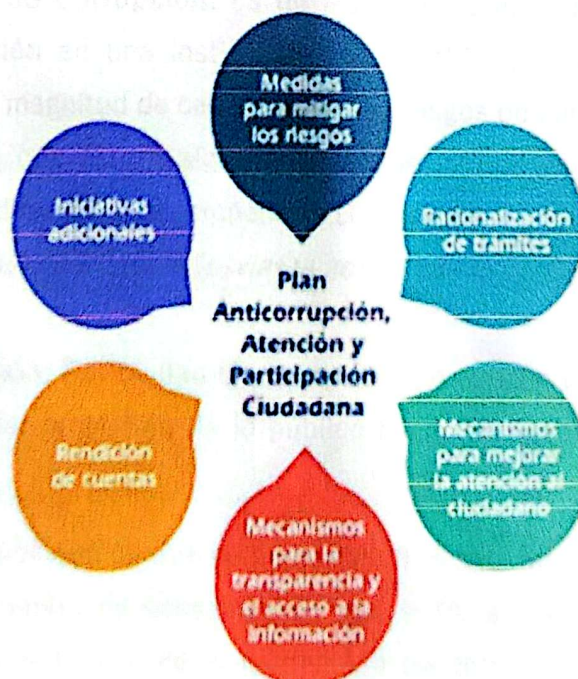 Medidas
para mitigar
los riesgos
Iniciativas
adicionales
Racionalización
de trámites
Plan
Anticorrupción,
Atención y
Participación
Ciudadana
Rendición
de cuentas
Mecanismos
para mejorar
la atención al
ciudadano
Mecanismos
para la
transparencia y
el acceso a la
información